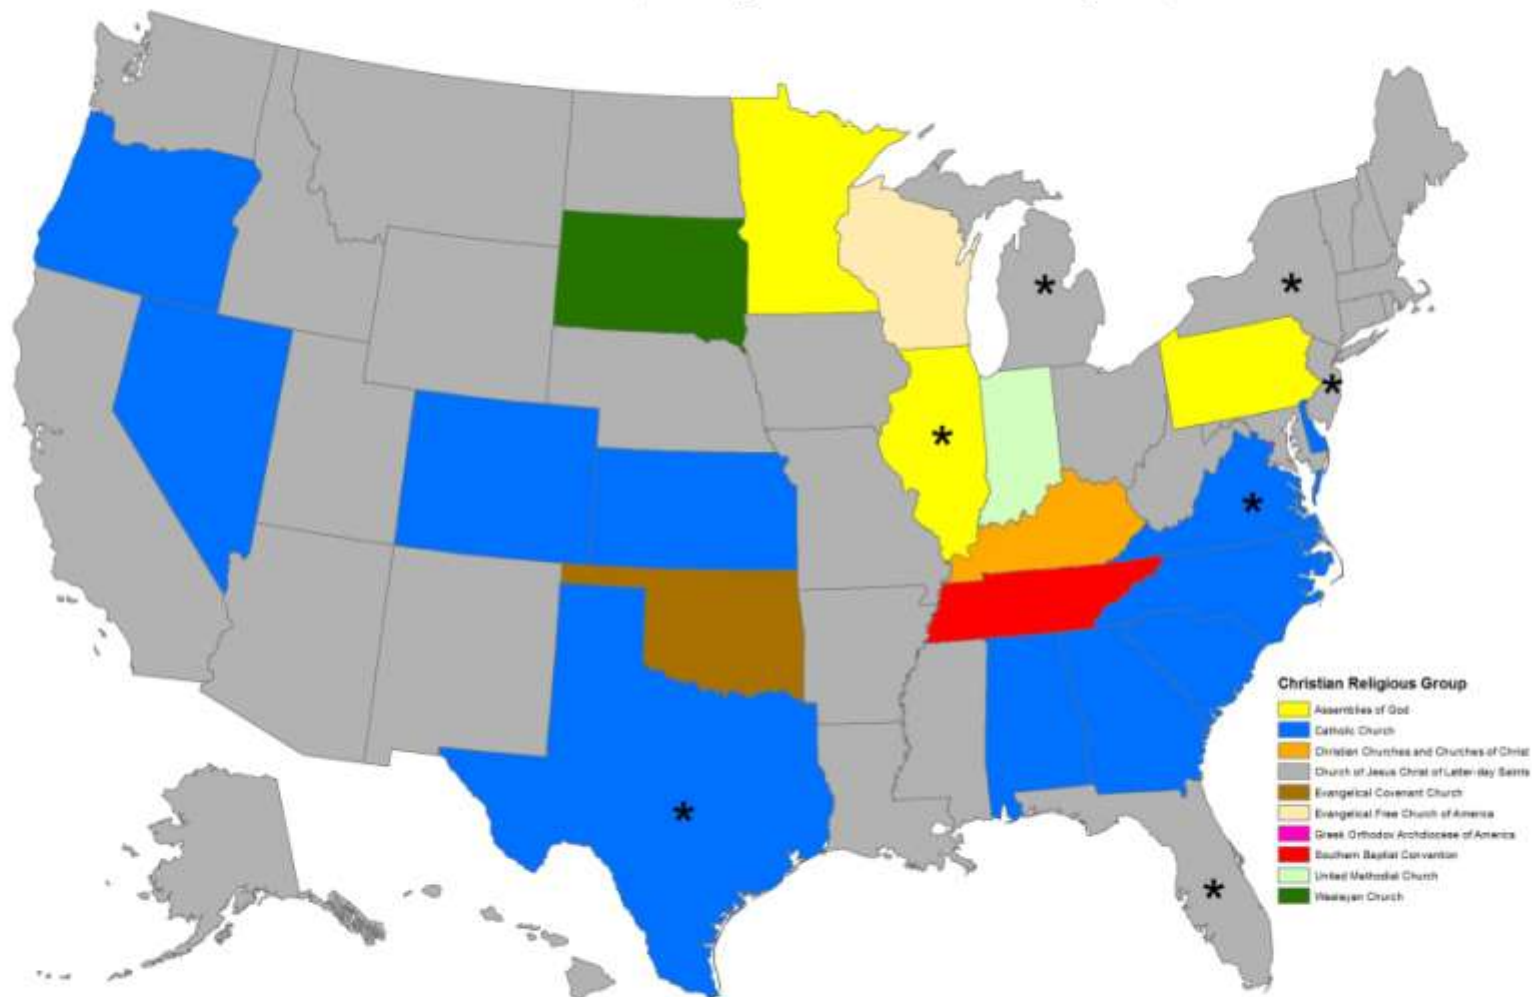 *
*
*
*
*
*
*
Christian Religious Group
Assemblies of God
Catholic Church
Christian Churches and Churches of Christ
Church of Jesus Christ of Latter-day Saints
Evangelical Covenant Church
Evangelical Free Church of America
Greek Orthodox Archdiocese of America
Southern Baptist Convention
United Methodist Church
Wesleyan Church